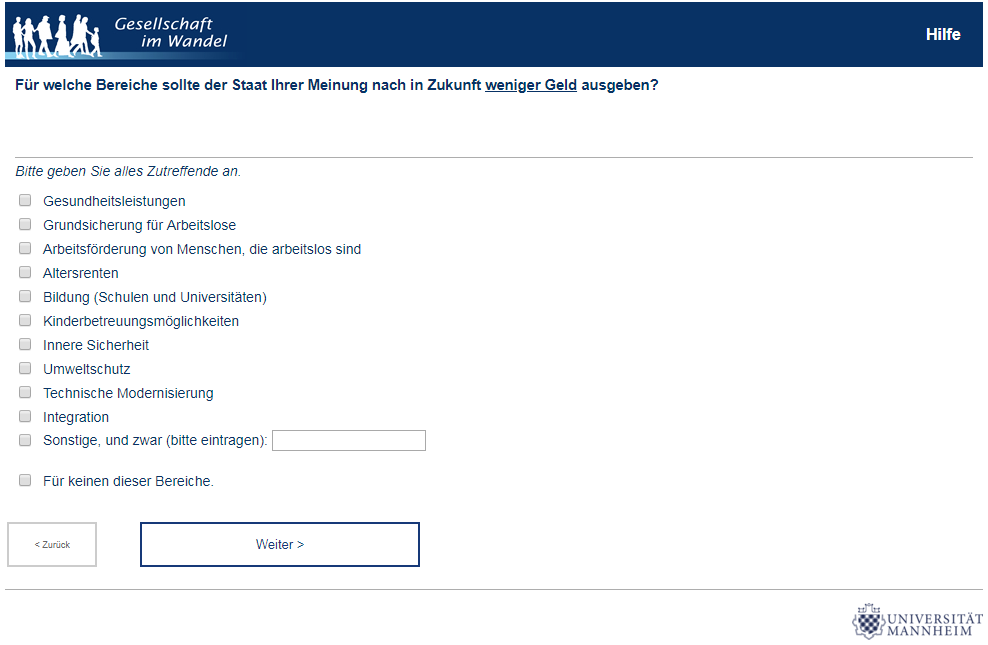 Gesellschaft
im Wandel
Hilfe
Für welche Bereiche sollte der Staat Ihrer Meinung nach in Zukunft weniger Geld ausgeben?
Bitte geben Sie alles Zutreffende an.
Gesundheitsleistungen
Grundsicherung für Arbeitslose
Arbeitsförderung von Menschen, die arbeitslos sind
Altersrenten
Bildung (Schulen und Universitäten)
Kinderbetreuungsmöglichkeiten
Innere Sicherheit
Umweltschutz
Technische Modernisierung
Integration
Sonstige, und zwar (bitte eintragen):
Für keinen dieser Bereiche.
< Zurück
Weiter >
UNIVERSITÄT
MANNHEIM